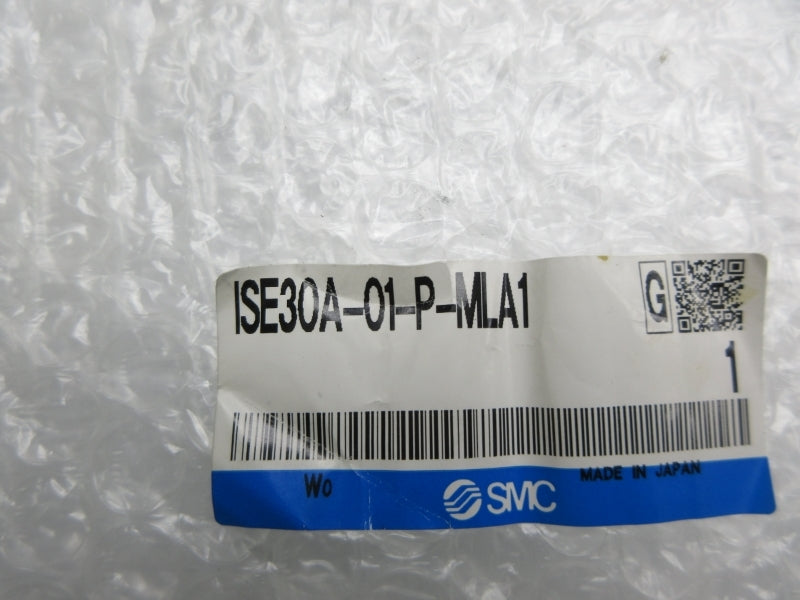 ISE30A-01-P-MLA1
G
1
Wo
SMC
MADE IN JAPAN